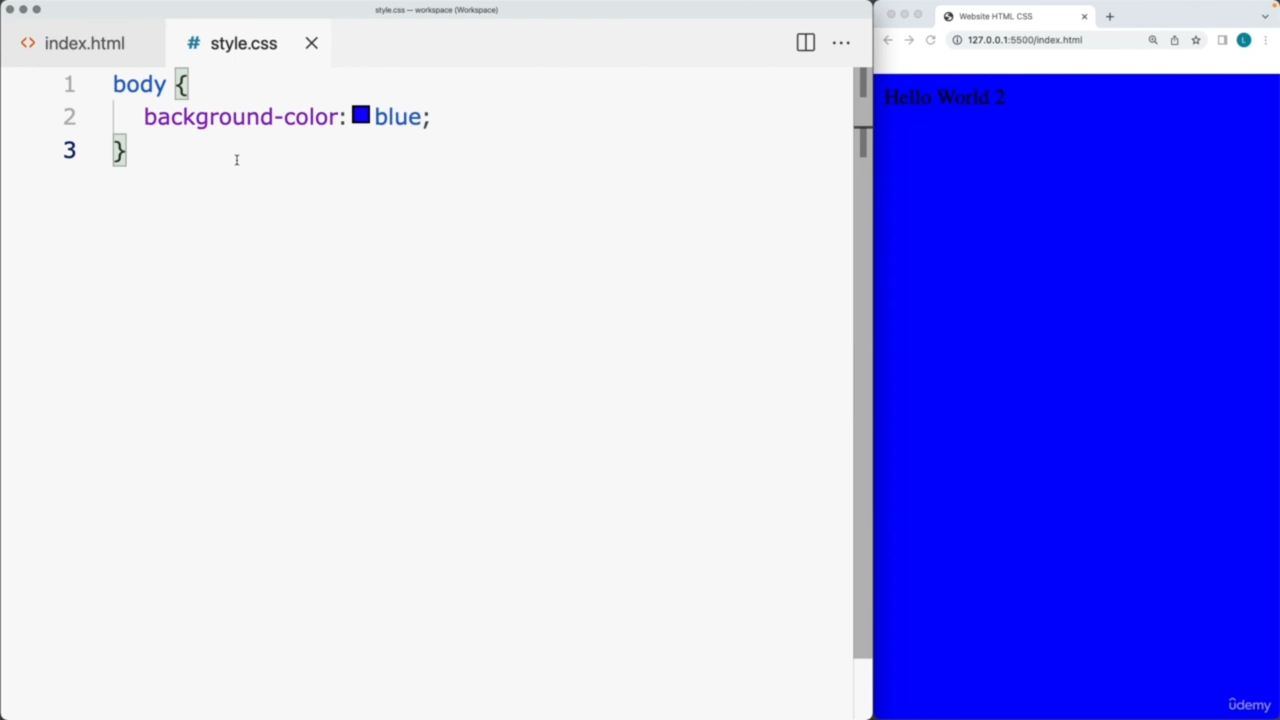 style.css — workspace (Workspace)
index.html
# style.css
1 body {
2 background-color: blue;
3 }
Website HTML CSS
127.0.0.1:5500/index.html
L
Hello World 2
ûdemy